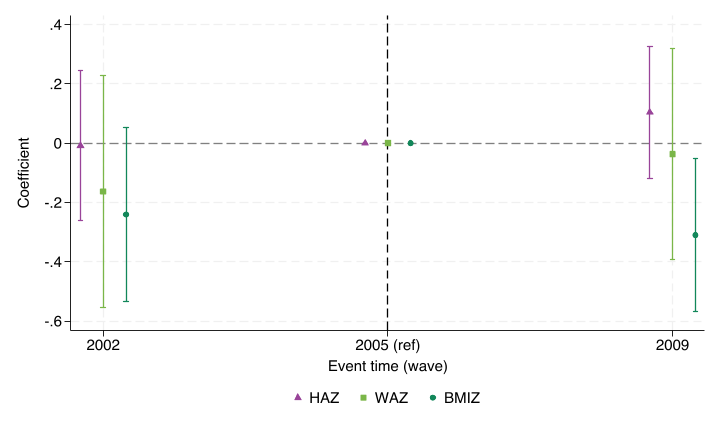 .4
.2
0
-.2
-.4
-.6
Coefficient
2002 2005 (ref) 2009
Event time (wave)
HAZ WAZ BMIZ